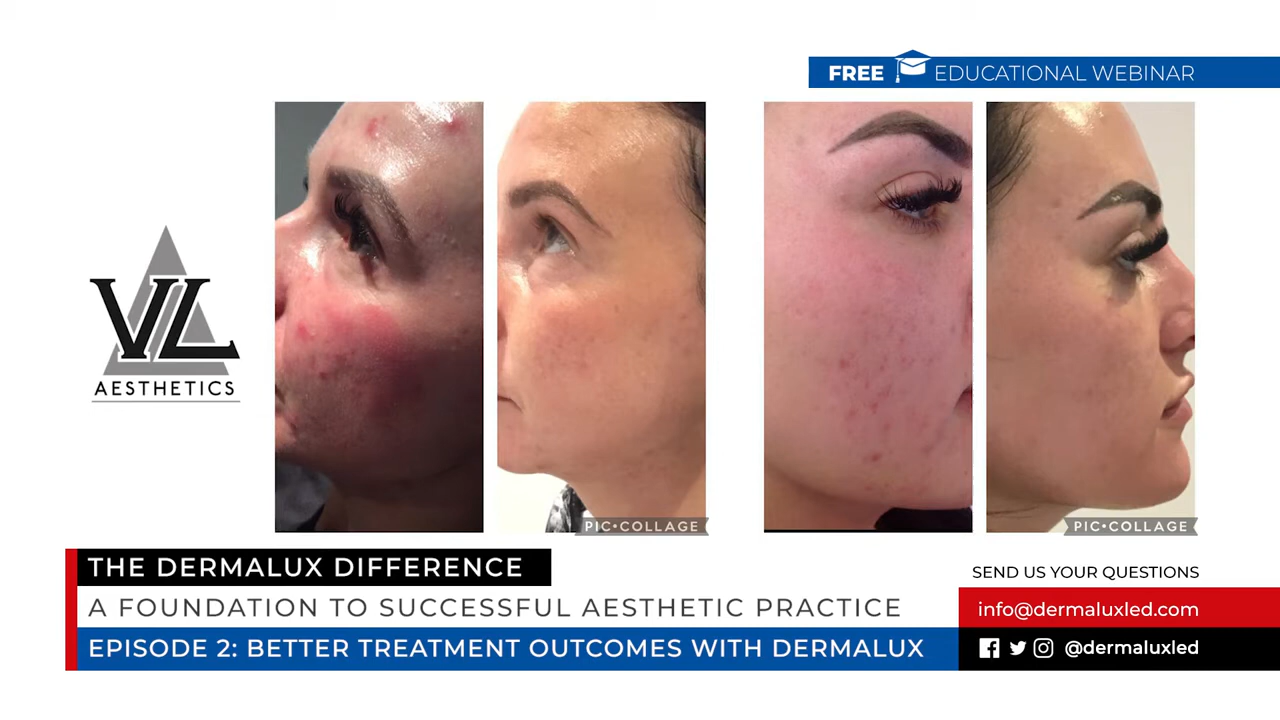 FREE EDUCATIONAL WEBINAR
VL
AESTHETICS
PIC•COLLAGE
PIC•COLLAGE
THE DERMALUX DIFFERENCE
A FOUNDATION TO SUCCESSFUL AESTHETIC PRACTICE
EPISODE 2: BETTER TREATMENT OUTCOMES WITH DERMALUX
SEND US YOUR QUESTIONS
info@dermaluxled.com
@dermaluxled